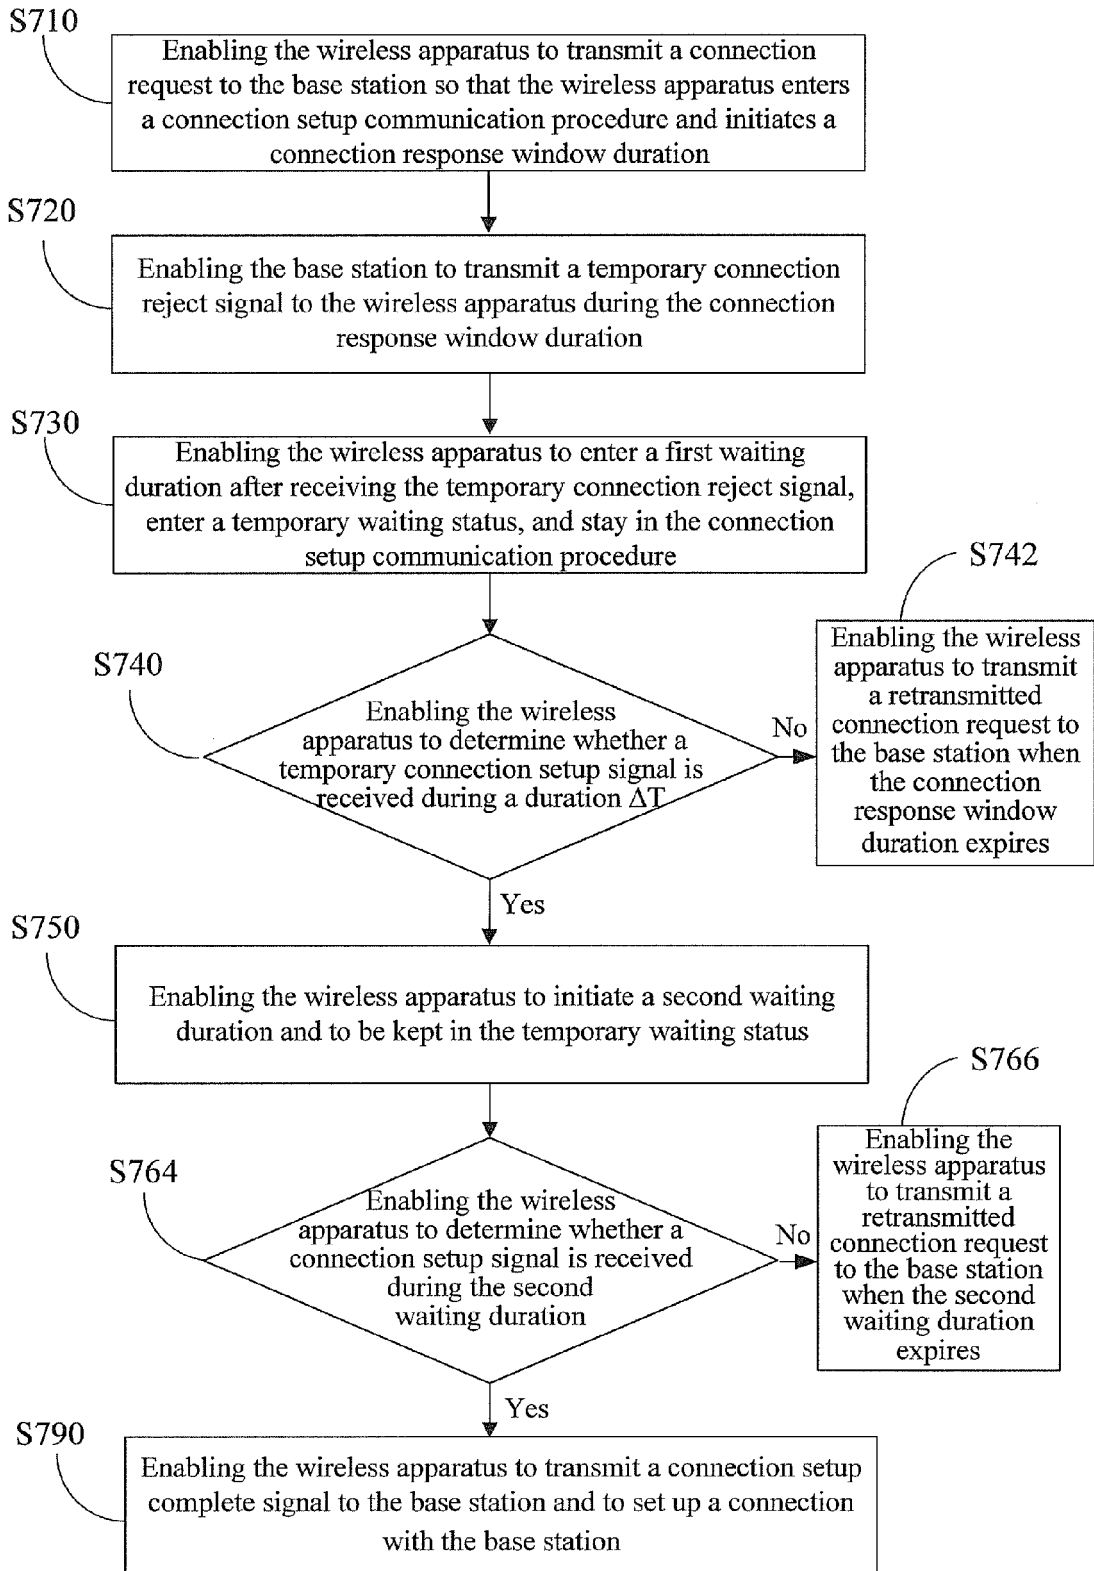 S710
Enabling the wireless apparatus to transmit a connection
request to the base station so that the wireless apparatus enters
a connection setup communication procedure and initiates a
connection response window duration
S720
Enabling the base station to transmit a temporary connection
reject signal to the wireless apparatus during the connection
response window duration
S730
Enabling the wireless apparatus to enter a first waiting
duration after receiving the temporary connection reject signal,
enter a temporary waiting status, and stay in the connection
setup communication procedure
S740
Enabling the wireless
apparatus to determine whether a
temporary connection setup signal is
received during a duration ΔT
No
S742
Enabling the wireless
apparatus to transmit
a retransmitted
connection request to
the base station when
the connection
response window
duration expires
Yes
S750
Enabling the wireless apparatus to initiate a second waiting
duration and to be kept in the temporary waiting status
S764
Enabling the wireless
apparatus to determine whether a
connection setup signal is received
during the second
waiting duration
No
S766
Enabling the
wireless apparatus
to transmit a
retransmitted
connection request
to the base station
when the second
waiting duration
expires
Yes
S790
Enabling the wireless apparatus to transmit a connection setup
complete signal to the base station and to set up a connection
with the base station